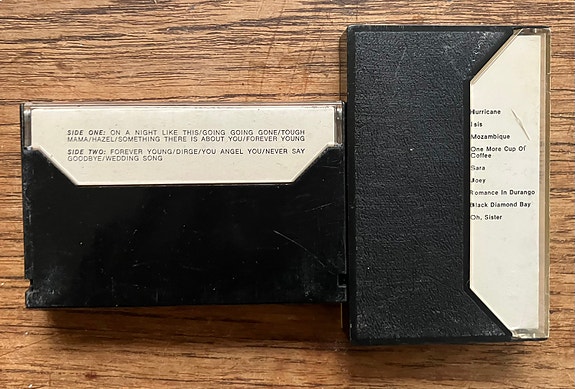 SIDE ONE: ON A NIGHT LIKE THIS/GOING GOING GONE/TOUGH
MAMA/HAZEL/SOMETHING THERE IS ABOUT YOU/FOREVER YOUNG
SIDE TWO: FOREVER YOUNG/DIRGE/YOU ANGEL YOU/NEVER SAY
GOODBYE/WEDDING SONG
Hurricane
Isis
Mozambique
One More Cup Of
Coffee
Sara
Joey
Romance In Durango
Black Diamond Bay
Oh, Sister